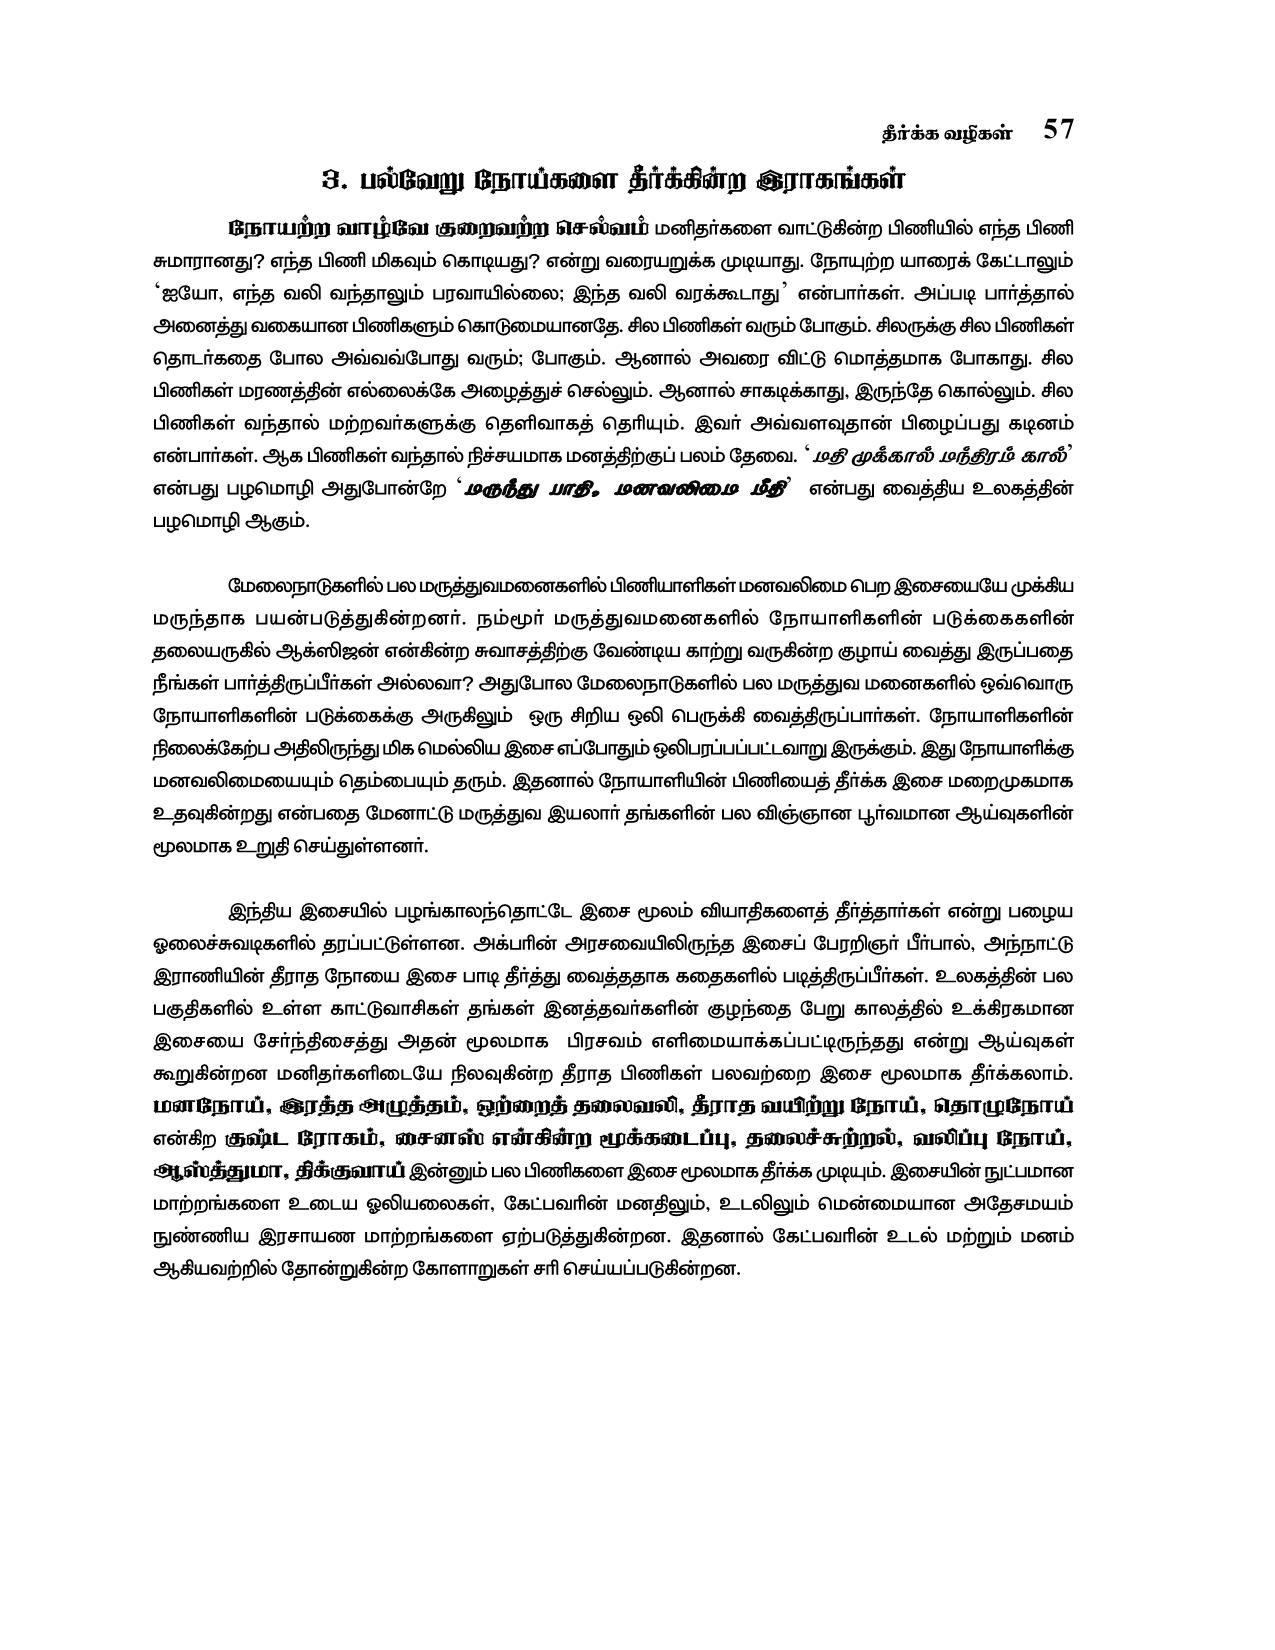 தீர்க்க வழிகள் 57
3. பல்வேறு நோய்களை தீர்க்கின்ற இராகங்கள்
நோயற்ற வாழ்வே குறைவற்ற செல்வம் மனிதர்களை வாட்டுகின்ற பிணியில் எந்த பிணி
சுமாரானது? எந்த பிணி மிகவும் கொடியது? என்று வரையறுக்க முடியாது. நோயுற்ற யாரைக் கேட்டாலும்
‘ஐயோ, எந்த வலி வந்தாலும் பரவாயில்லை; இந்த வலி வரக்கூடாது’ என்பார்கள். அப்படி பார்த்தால்
அனைத்து வகையான பிணிகளும் கொடுமையானதே. சில பிணிகள் வரும் போகும். சிலருக்கு சில பிணிகள்
தொடர்கதை போல அவ்வவ்போது வரும்; போகும். ஆனால் அவரை விட்டு மொத்தமாக போகாது. சில
பிணிகள் மரணத்தின் எல்லைக்கே அழைத்துச் செல்லும். ஆனால் சாகடிக்காது, இருந்தே கொல்லும். சில
பிணிகள் வந்தால் மற்றவர்களுக்கு தெளிவாகத் தெரியும். இவர் அவ்வளவுதான் பிழைப்பது கடினம்
என்பார்கள். ஆக பிணிகள் வந்தால் நிச்சயமாக மனத்திற்குப் பலம் தேவை. ‘மதி முக்கால் மந்திரம் கால்’
என்பது பழமொழி அதுபோன்றே ‘மருந்து பாதி, மனவலிமை மீதி’ என்பது வைத்திய உலகத்தின்
பழமொழி ஆகும்.
மேலைநாடுகளில் பல மருத்துவமனைகளில் பிணியாளிகள் மனவலிமை பெற இசையையே முக்கிய
மருந்தாக பயன்படுத்துகின்றனர். நம்மூர் மருத்துவமனைகளில் நோயாளிகளின் படுக்கைகளின்
தலையருகில் ஆக்ஸிஜன் என்கின்ற சுவாசத்திற்கு வேண்டிய காற்று வருகின்ற குழாய் வைத்து இருப்பதை
நீங்கள் பார்த்திருப்பீர்கள் அல்லவா? அதுபோல மேலைநாடுகளில் பல மருத்துவ மனைகளில் ஒவ்வொரு
நோயாளிகளின் படுக்கைக்கு அருகிலும் ஒரு சிறிய ஒலி பெருக்கி வைத்திருப்பார்கள். நோயாளிகளின்
நிலைக்கேற்ப அதிலிருந்து மிக மெல்லிய இசை எப்போதும் ஒலிபரப்பப்பட்டவாறு இருக்கும். இது நோயாளிக்கு
மனவலிமையையும் தெம்பையும் தரும். இதனால் நோயாளியின் பிணியைத் தீர்க்க இசை மறைமுகமாக
உதவுகின்றது என்பதை மேனாட்டு மருத்துவ இயலார் தங்களின் பல விஞ்ஞான பூர்வமான ஆய்வுகளின்
மூலமாக உறுதி செய்துள்ளனர்.
இந்திய இசையில் பழங்காலந்தொட்டே இசை மூலம் வியாதிகளைத் தீர்த்தார்கள் என்று பழைய
ஓலைச்சுவடிகளில் தரப்பட்டுள்ளன. அக்பரின் அரசவையிலிருந்த இசைப் பேரறிஞர் பீர்பால், அந்நாட்டு
இராணியின் தீராத நோயை இசை பாடி தீர்த்து வைத்ததாக கதைகளில் படித்திருப்பீர்கள். உலகத்தின் பல
பகுதிகளில் உள்ள காட்டுவாசிகள் தங்கள் இனத்தவர்களின் குழந்தை பேறு காலத்தில் உக்கிரகமான
இசையை சேர்ந்திசைத்து அதன் மூலமாக பிரசவம் எளிமையாக்கப்பட்டிருந்தது என்று ஆய்வுகள்
கூறுகின்றன மனிதர்களிடையே நிலவுகின்ற தீராத பிணிகள் பலவற்றை இசை மூலமாக தீர்க்கலாம்.
மனநோய், இரத்த அழுத்தம், ஒற்றைத் தலைவலி, தீராத வயிற்று நோய், தொழுநோய்
என்கிற குஷ்ட ரோகம், சைனஸ் என்கின்ற மூக்கடைப்பு, தலைச்சுற்றல், வலிப்பு நோய்,
ஆஸ்த்துமா, திக்குவாய் இன்னும் பல பிணிகளை இசை மூலமாக தீர்க்க முடியும். இசையின் நுட்பமான
மாற்றங்களை உடைய ஒலியலைகள், கேட்பவரின் மனதிலும், உடலிலும் மென்மையான அதேசமயம்
நுண்ணிய இரசாயண மாற்றங்களை ஏற்படுத்துகின்றன. இதனால் கேட்பவரின் உடல் மற்றும் மனம்
ஆகியவற்றில் தோன்றுகின்ற கோளாறுகள் சரி செய்யப்படுகின்றன.